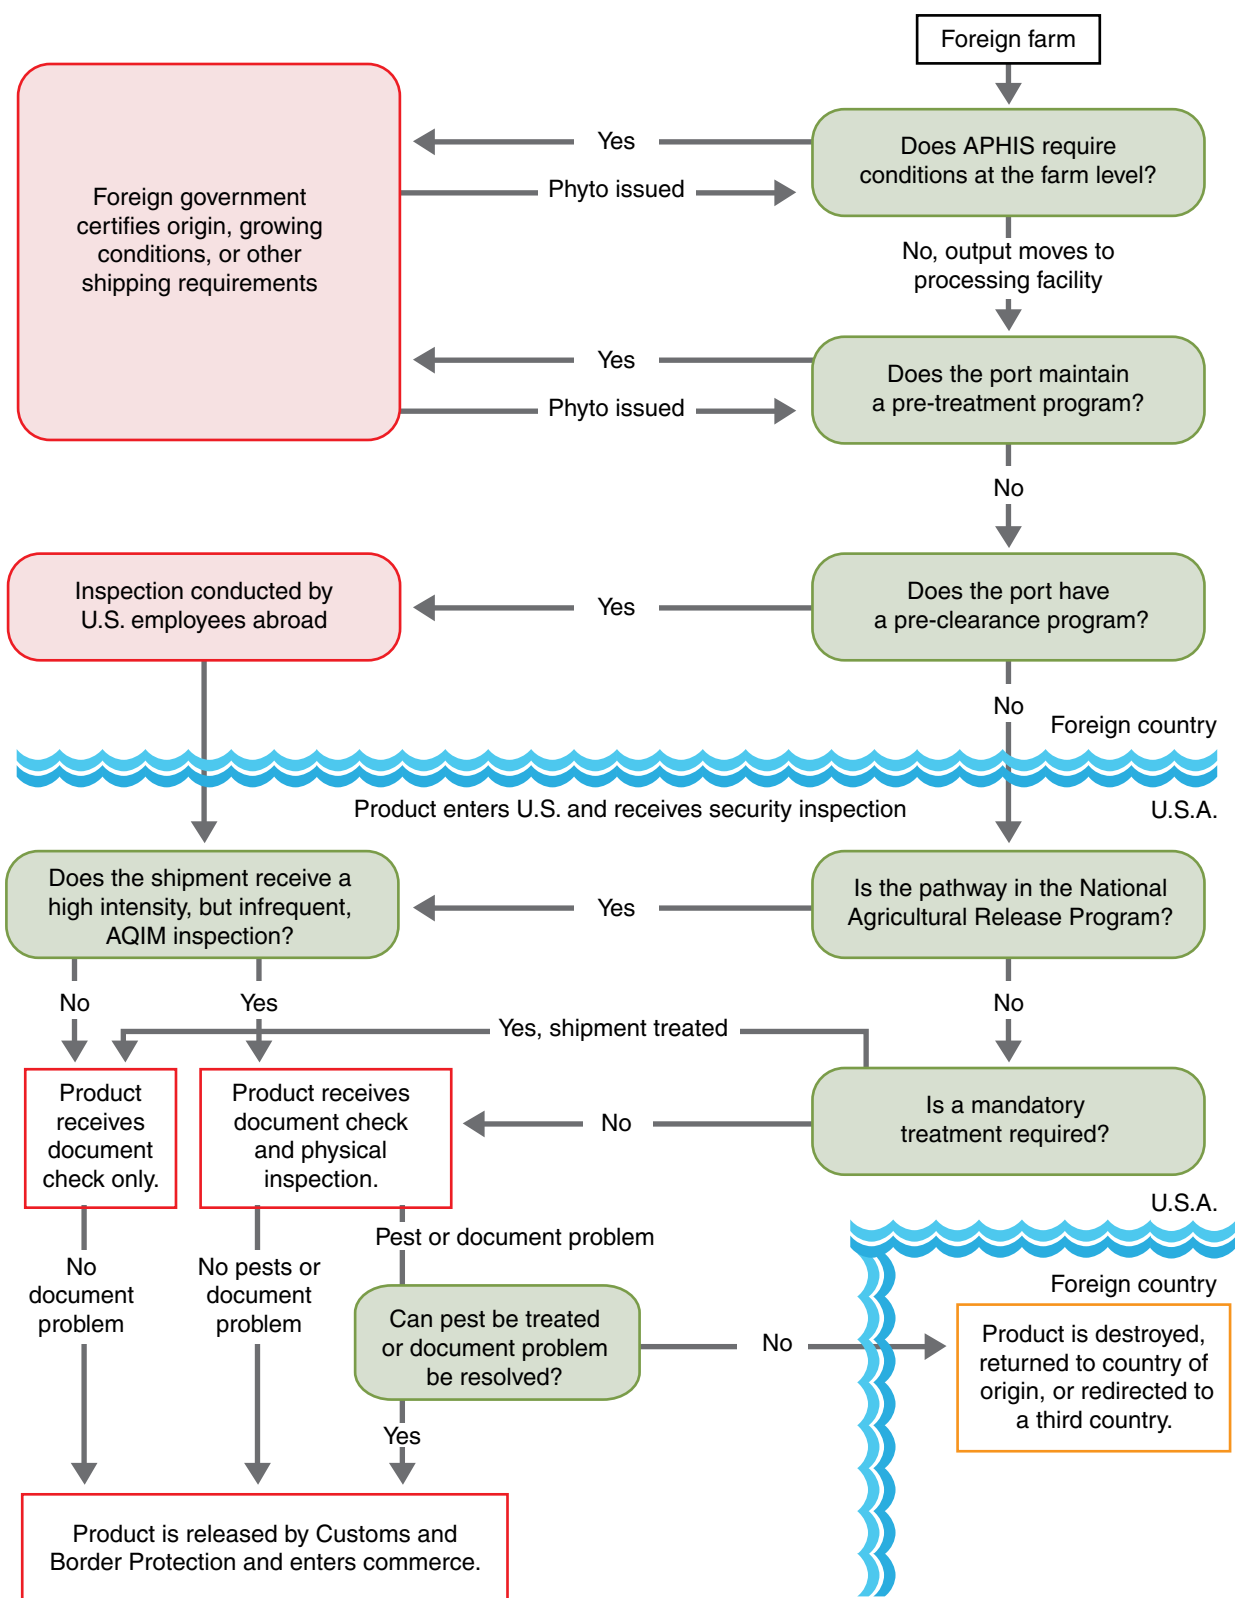 Foreign farm
Yes
Does APHIS require
conditions at the farm level?
Phyto issued
Foreign government
certifies origin, growing
conditions, or other
shipping requirements
No, output moves to
processing facility
Yes
Does the port maintain
a pre-treatment program?
Phyto issued
No
Inspection conducted by
U.S. employees abroad
Yes
Does the port have
a pre-clearance program?
No
Foreign country
Product enters U.S. and receives security inspection
U.S.A.
Does the shipment receive a
high intensity, but infrequent,
AQIM inspection?
Yes
Is the pathway in the National
Agricultural Release Program?
No
Yes
No
Yes, shipment treated
Product
receives
document
check only.
Product receives
document check
and physical
inspection.
No
Is a mandatory
treatment required?
U.S.A.
Pest or document problem
No
document
problem
No pests or
document
problem
Foreign country
Can pest be treated
or document problem
be resolved?
No
Product is destroyed,
returned to country of
origin, or redirected to
a third country.
Yes
Product is released by Customs and
Border Protection and enters commerce.